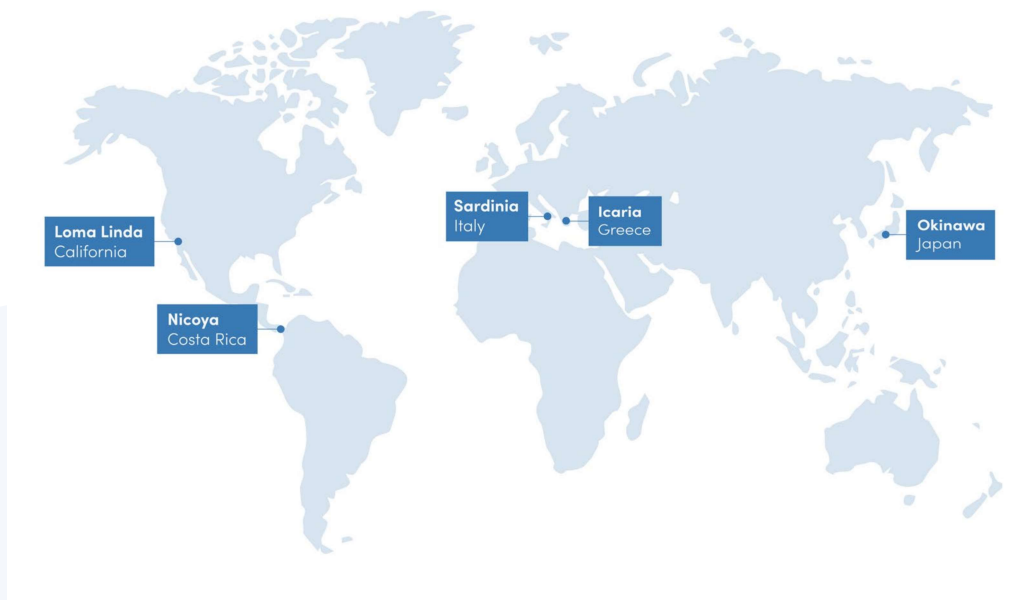 Loma Linda
California
Nicoya
Costa Rica
Sardinia
Italy
Icaria
Greece
Okinawa
Japan